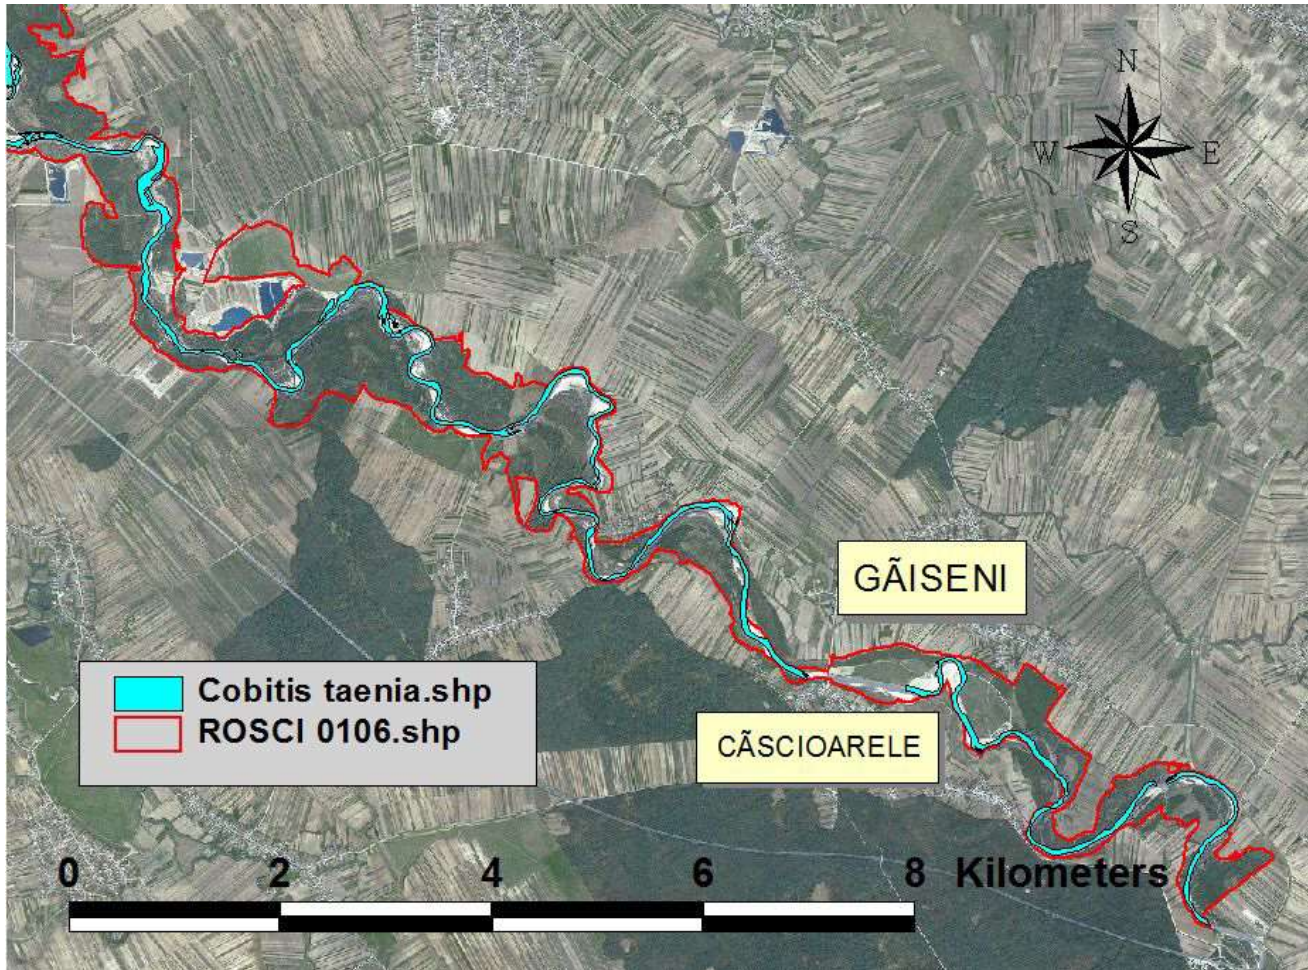 N
W E
S
GÃISENI
Cobitis taenia.shp
ROSCI 0106.shp
CÃSCIOARELE
0 2 4 6 8 Kilometers